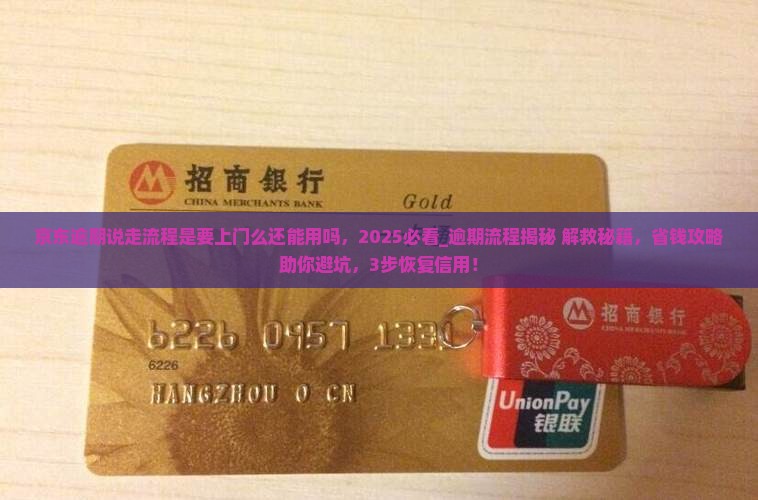 招商银行
CHINA MERCHANTS BANK
Gold
京东逾期说走流程是要上门么还能用吗，2025必看_逾期流程揭秘 解救秘籍，省钱攻略
助你避坑，3步恢复信用！
招商银行
CHINA MERCHANTS BANK
6226 0957 1331
6226
HANGZHOU O CN
UnionPay
银联